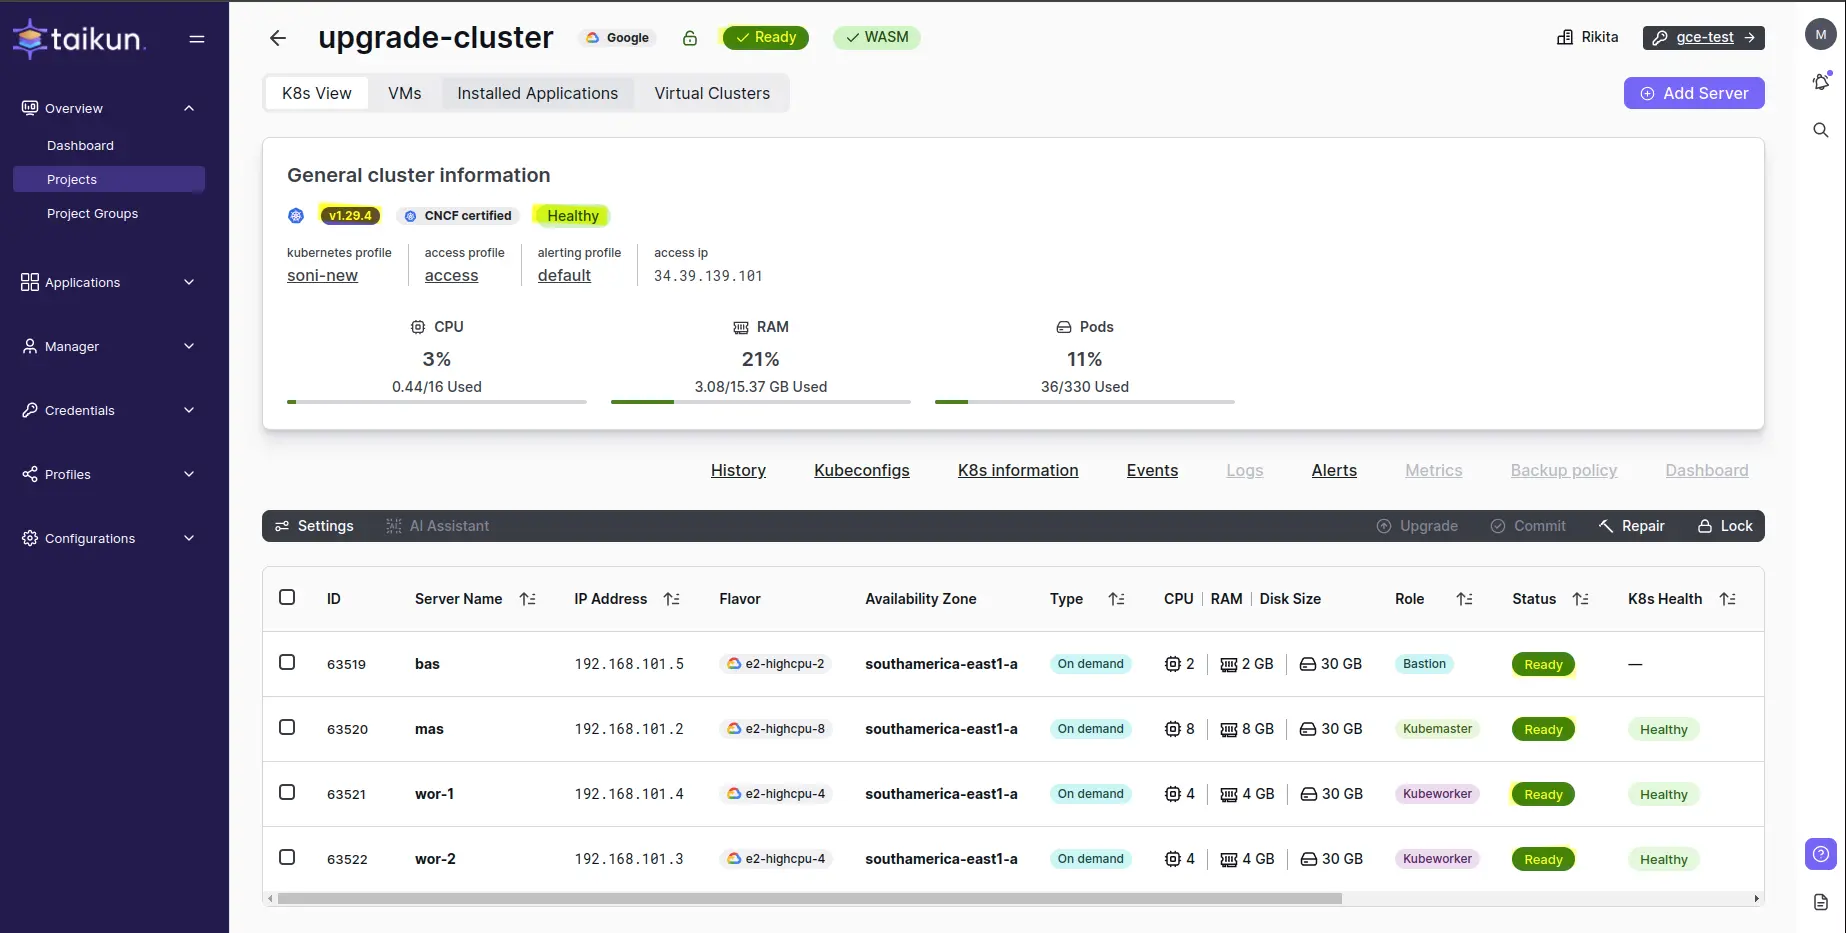 taikun.
Overview
Dashboard
Projects
Project Groups
Applications
Manager
Credentials
Profiles
Configurations
upgrade-cluster
Google
Ready
WASM
Rikita
gce-test
M
K8s View
VMs
Installed Applications
Virtual Clusters
Add Server
General cluster information
v1.29.4
CNCF certified
Healthy
kubernetes profile
soni-new
access profile
access
alerting profile
default
access ip
34.39.139.101
CPU
3%
0.44/16 Used
RAM
21%
3.08/15.37 GB Used
Pods
11%
36/330 Used
History Kubeconfigs K8s information Events Logs Alerts Metrics Backup policy Dashboard
Settings AI Assistant Upgrade Commit Repair Lock
ID Server Name IP Address Flavor Availability Zone Type CPU | RAM | Disk Size Role Status K8s Health
63519 bas 192.168.101.5 e2-highcpu-2 southamerica-east1-a On demand 2 2 GB 30 GB Bastion Ready —
63520 mas 192.168.101.2 e2-highcpu-8 southamerica-east1-a On demand 8 8 GB 30 GB Kubemaster Ready Healthy
63521 wor-1 192.168.101.4 e2-highcpu-4 southamerica-east1-a On demand 4 4 GB 30 GB Kubeworker Ready Healthy
63522 wor-2 192.168.101.3 e2-highcpu-4 southamerica-east1-a On demand 4 4 GB 30 GB Kubeworker Ready Healthy